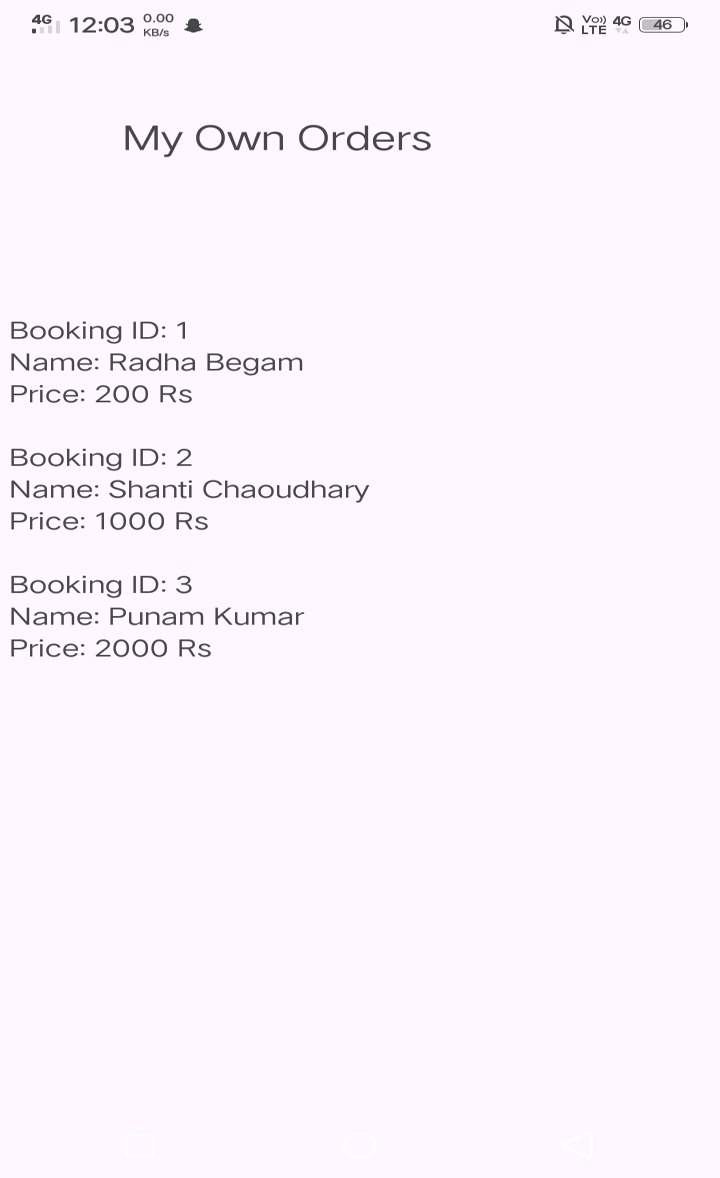 4G 12:03 0.00 KB/s VoLTE 4G 46
My Own Orders
Booking ID: 1
Name: Radha Begam
Price: 200 Rs
Booking ID: 2
Name: Shanti Chaoudhary
Price: 1000 Rs
Booking ID: 3
Name: Punam Kumar
Price: 2000 Rs